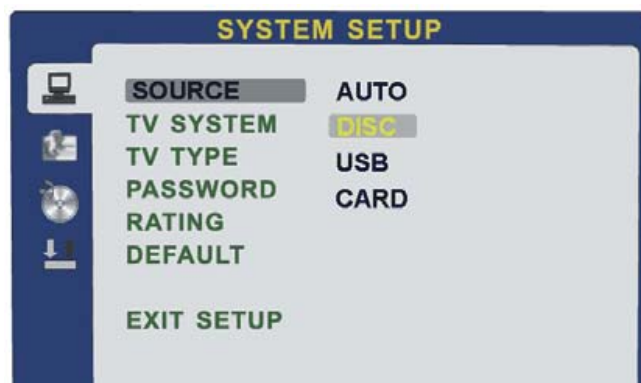 SYSTEM SETUP
SOURCE
TV SYSTEM
TV TYPE
PASSWORD
RATING
DEFAULT
EXIT SETUP
AUTO
DISC
USB
CARD